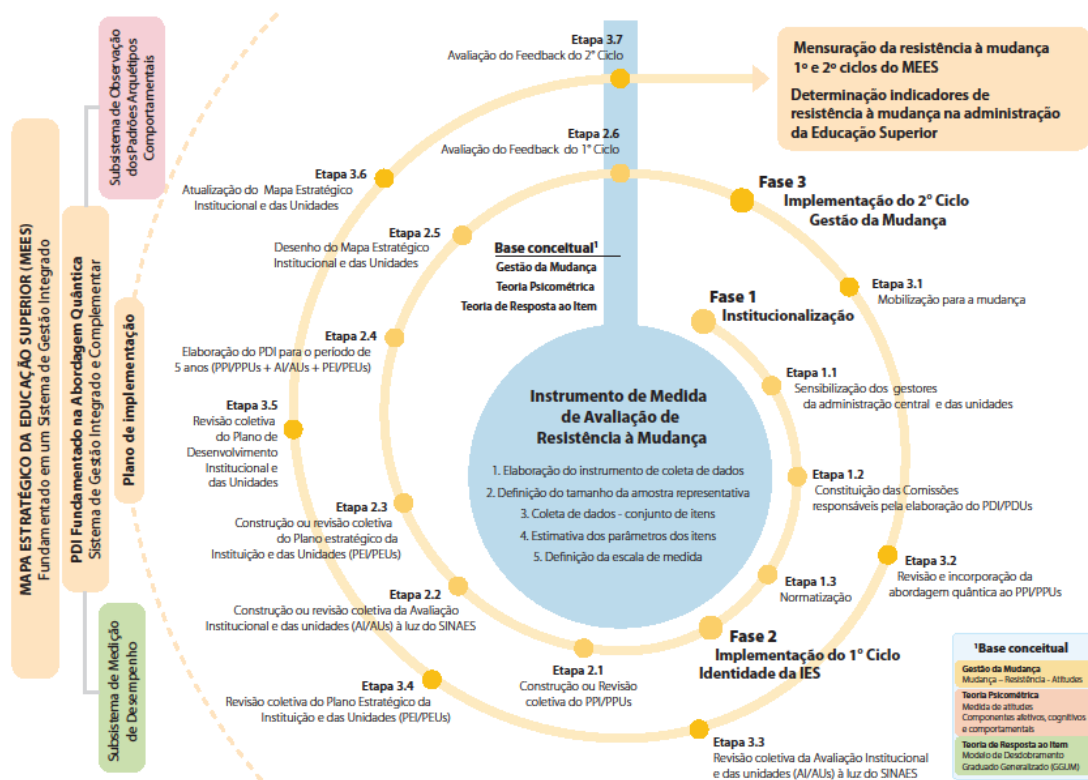 MAPA ESTRATÉGICO DA EDUCAÇÃO SUPERIOR (MEES)
Fundamentado em um Sistema de Gestão Integrado
PDI Fundamentado na Abordagem Quântica
Sistema de Gestão Integrado e Complementar
Subsistema de Observação
dos Padrões Arquétipos
Comportamentais
Plano de implementação
Subsistema de Medição
de Desempenho
Etapa 3.7
Avaliação do Feedback do 2° Ciclo
Mensuração da resistência à mudança
1º e 2º ciclos do MEES
Determinação indicadores de
resistência à mudança na administração
da Educação Superior
Etapa 2.6
Avaliação do Feedback do 1° Ciclo
Etapa 3.6
Atualização do Mapa Estratégico
Institucional e das Unidades
Fase 3
Implementação do 2° Ciclo
Gestão da Mudança
Etapa 2.5
Desenho do Mapa Estratégico
Institucional e das Unidades
Base conceitual¹
Gestão da Mudança
Teoria Psicométrica
Teoria de Resposta ao Item
Etapa 3.1
Mobilização para a mudança
Fase 1
Institucionalização
Etapa 2.4
Elaboração do PDI para o período de
5 anos (PPI/PPUs + AI/AUs + PEI/PEUs)
Etapa 1.1
Sensibilização dos gestores
da administração central e das unidades
Etapa 3.5
Revisão coletiva
do Plano de
Desenvolvimento
Institucional e
das Unidades
Instrumento de Medida
de Avaliação de
Resistência à Mudança
1. Elaboração do instrumento de coleta de dados
2. Definição do tamanho da amostra representativa
3. Coleta de dados - conjunto de itens
4. Estimativa dos parâmetros dos itens
5. Definição da escala de medida
Etapa 1.2
Constituição das Comissões
responsáveis pela elaboração do PDI/PDUs
Etapa 2.3
Construção ou revisão coletiva
do Plano estratégico da
Instituição e das Unidades (PEI/PEUs)
Etapa 3.2
Revisão e incorporação da
abordagem quântica ao PPI/PPUs
Etapa 1.3
Normatização
Etapa 2.2
Construção ou revisão coletiva da Avaliação
Institucional e das unidades (AI/AUs) à luz do SINAES
Fase 2
Implementação do 1° Ciclo
Identidade da IES
Etapa 2.1
Construção ou Revisão
coletiva do PPI/PPUs
Etapa 3.4
Revisão coletiva do Plano Estratégico da
Instituição e das Unidades (PEI/PEUs)
Etapa 3.3
Revisão coletiva da Avaliação Institucional
e das unidades (AI/AUs) à luz do SINAES
¹Base conceitual
Gestão da Mudança
Mudança – Resistência - Atitudes
Teoria Psicométrica
Medida de atitudes
Componentes afetivos, cognitivos
e comportamentais
Teoria de Resposta ao Item
Modelo de Desdobramento
Graduado Generalizado (GGUM)